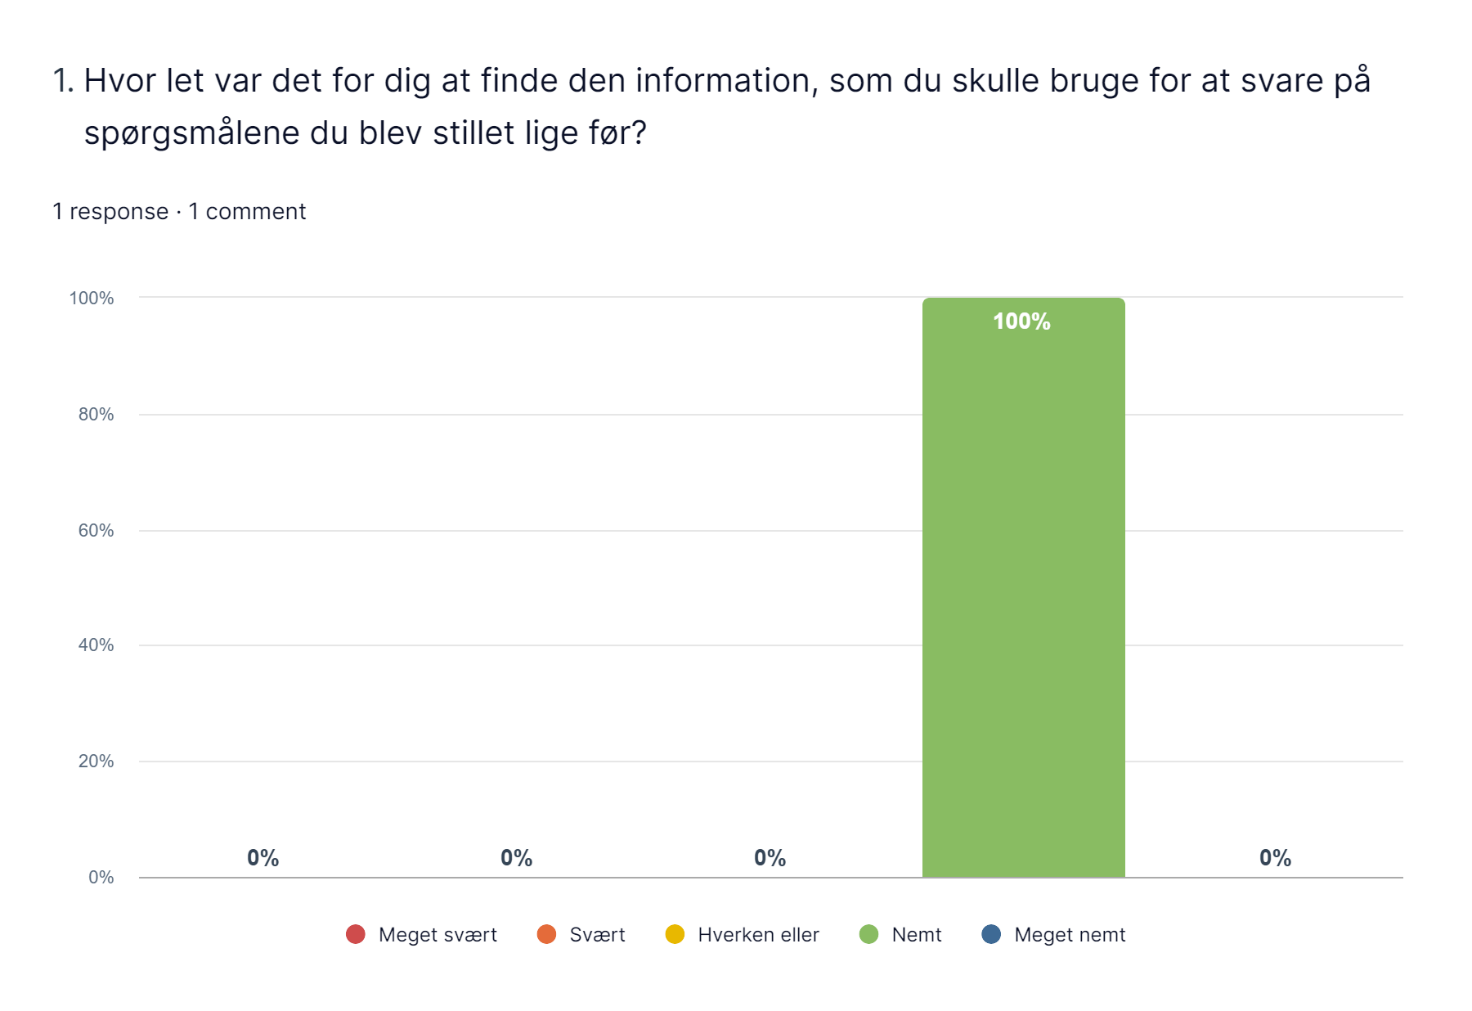 1. Hvor let var det for dig at finde den information, som du skulle bruge for at svare på
spørgsmålene du blev stillet lige før?
1 response · 1 comment
100%
100%
80%
60%
40%
20%
0% 0% 0% 0%
0%
Meget svært Svært Hverken eller Nemt Meget nemt